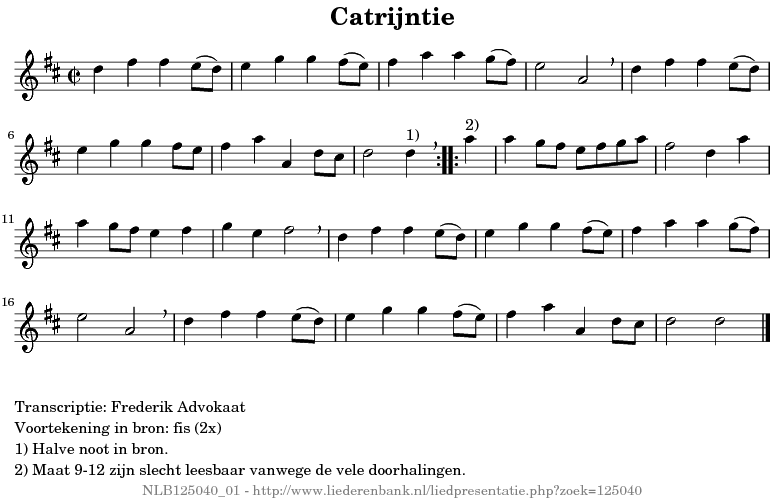 Catrijntie
1)
2)
6
11
16
Transcriptie: Frederik Advokaat
Voortekening in bron: fis (2x)
1) Halve noot in bron.
2) Maat 9-12 zijn slecht leesbaar vanwege de vele doorhalingen.
NLB125040_01 - http://www.liederenbank.nl/liedpresentatie.php?zoek=125040